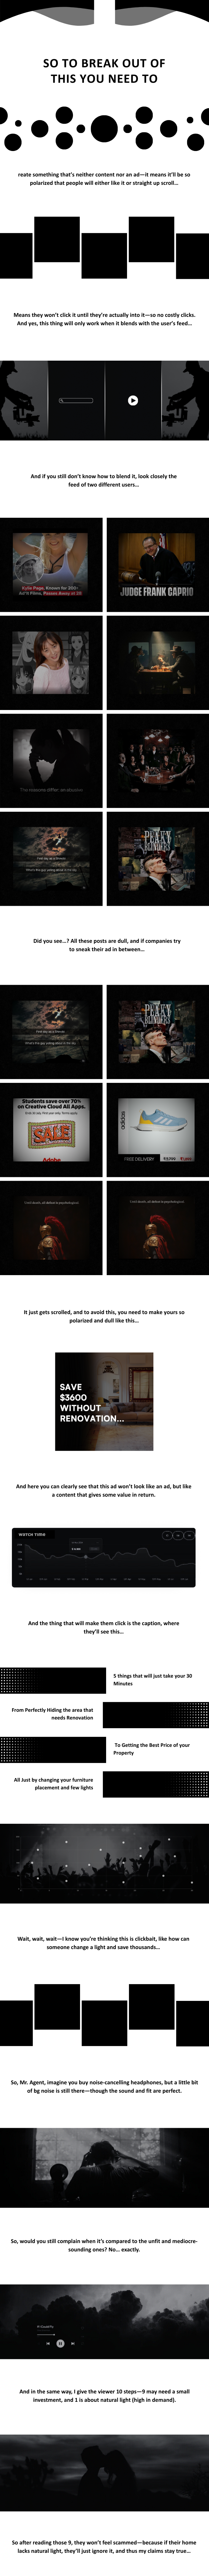 SO TO BREAK OUT OF
THIS YOU NEED TO
reate something that's neither content nor an ad—it means it'll be so
polarized that people will either like it or straight up scroll...
Means they won't click it until they're actually into it—so no costly clicks.
And yes, this thing will only work when it blends with the user's feed...
And if you still don't know how to blend it, look closely the
feed of two different users...
Kylie Page, Known for 200+
Passes Away at 28
JUDGE FRANK CAPRIO
PEAKY
BLINDERS
Did you see...? All these posts are dull, and if companies try
to sneak their ad in between...
PEAKY
BLINDERS
Students save over 70%
on Creative Cloud All Apps.
SALE
Adobe
adidas
FREE DELIVERY
It just gets scrolled, and to avoid this, you need to make yours so
polarized and dull like this...
SAVE
$3600
WITHOUT
RENOVATION...
And here you can clearly see that this ad won't look like an ad, but like
a content that gives some value in return.
WATCH TIME
And the thing that will make them click is the caption, where
they'll see this...
5 things that will just take your 30
Minutes
From Perfectly Hiding the area that
needs Renovation
To Getting the Best Price of your
Property
All Just by changing your furniture
placement and few lights
Wait, wait, wait—I know you're thinking this is clickbait, like how can
someone change a light and save thousands...
So, Mr. Agent, imagine you buy noise-cancelling headphones, but a little bit
of bg noise is still there—though the sound and fit are perfect.
So, would you still complain when it's compared to the unfit and mediocre-
sounding ones? No... exactly.
And in the same way, I give the viewer 10 steps—9 may need a small
investment, and 1 is about natural light (high in demand).
So after reading those 9, they won't feel scammed—because if their home
lacks natural light, they'll just ignore it, and thus my claims stay true...